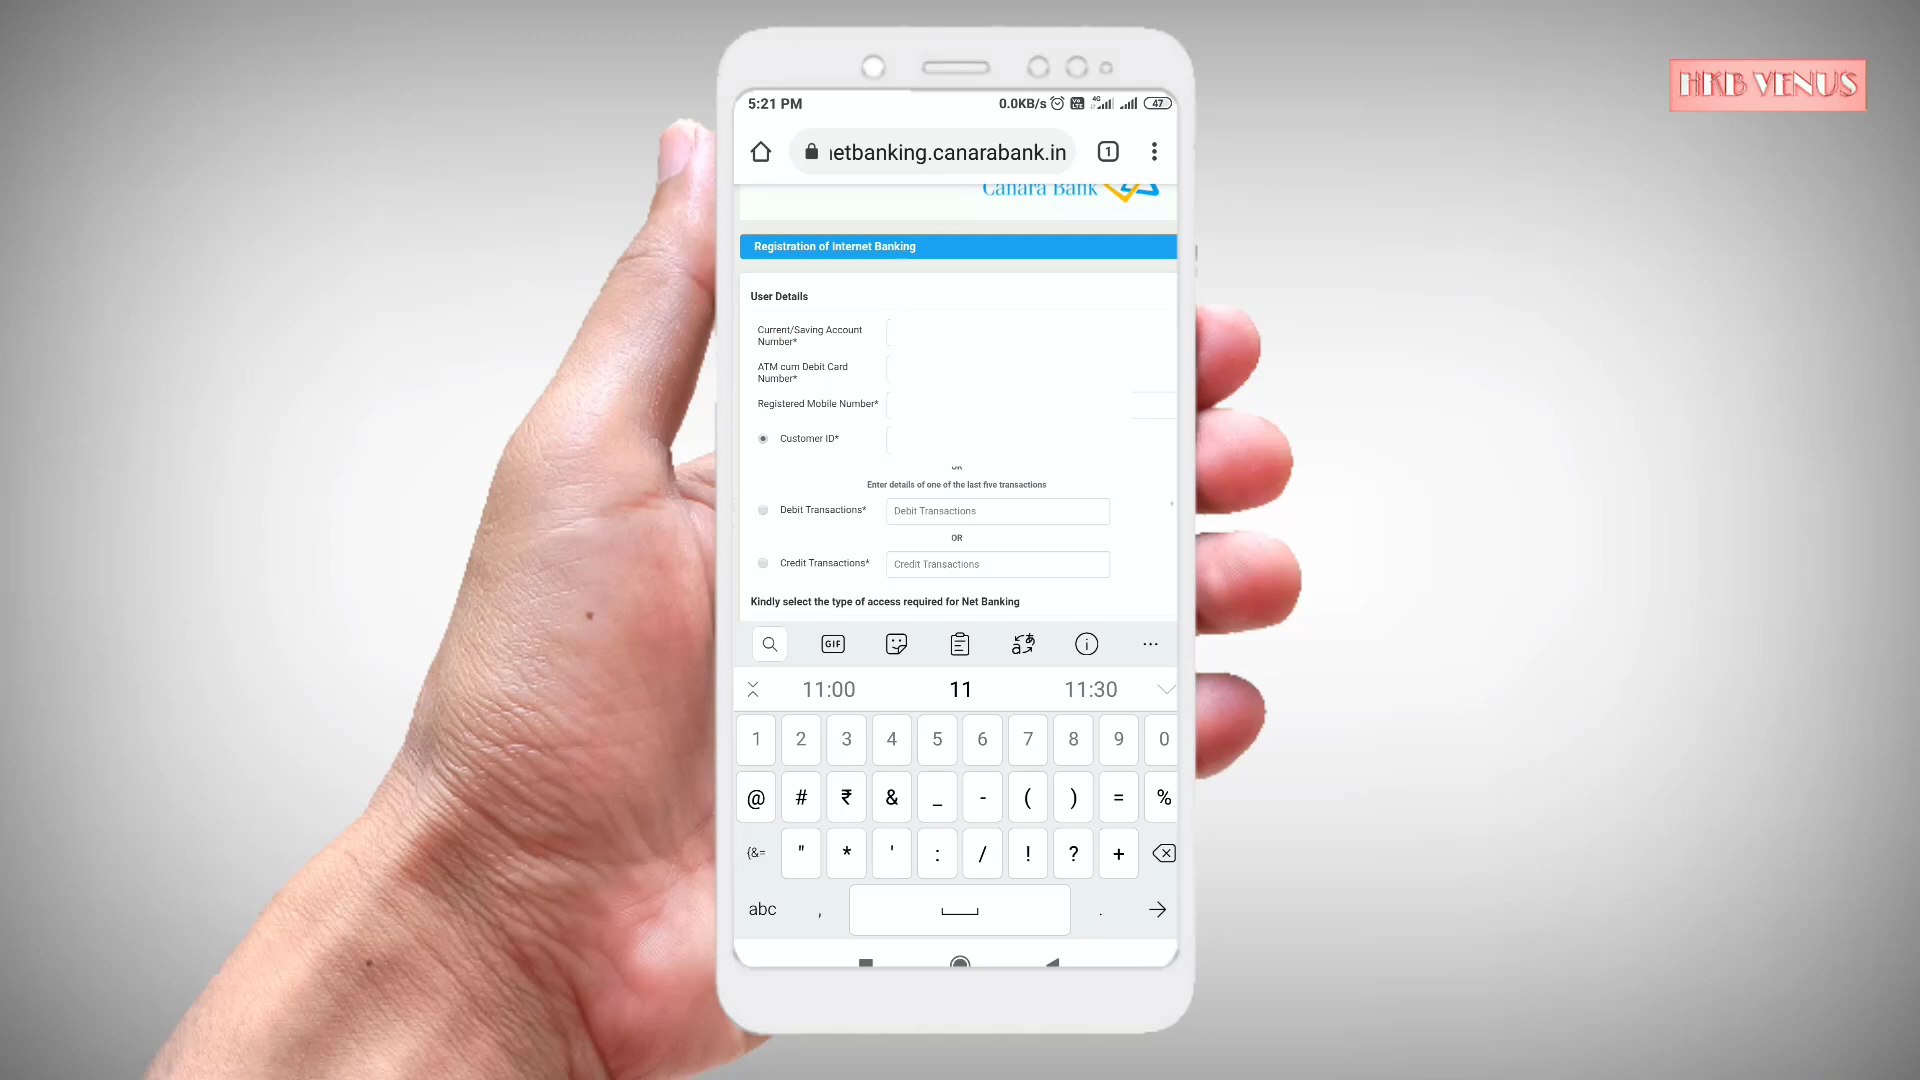 HKB VENUS
5:21 PM 0.0KB/s 4G 47
netbanking.canarabank.in 1
Canara Bank
Registration of Internet Banking
User Details
Current/Saving Account
Number*
ATM cum Debit Card
Number*
Registered Mobile Number*
Customer ID*
OR
Enter details of one of the last five transactions
Debit Transactions* Debit Transactions
OR
Credit Transactions* Credit Transactions
Kindly select the type of access required for Net Banking
GIF
11:00 11 11:30
1 2 3 4 5 6 7 8 9 0
@ # ₹ & _ - ( ) = %
{&= " * ' : / ! ? +
abc , .